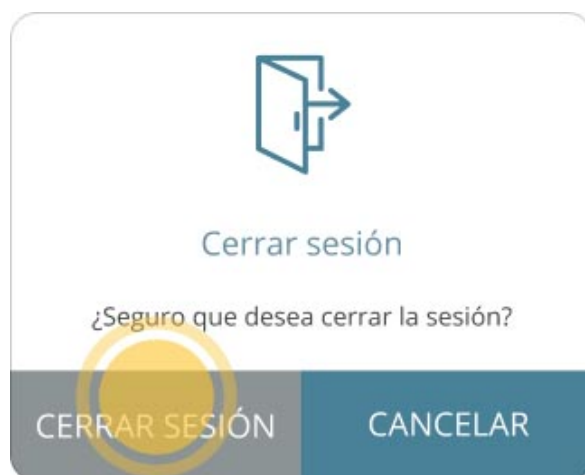 Cerrar sesión
¿Seguro que desea cerrar la sesión?
CERRAR SESIÓN
CANCELAR